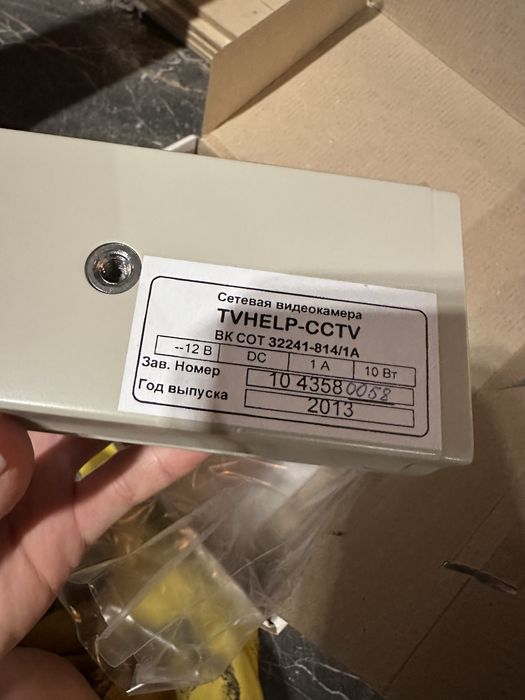 Сетевая видеокамера
TVHELP-CCTV
ВК СОТ 32241-814/1А
--12 В DC 1 А 10 Вт
Зав. Номер 10 4358 0058
Год выпуска 2013